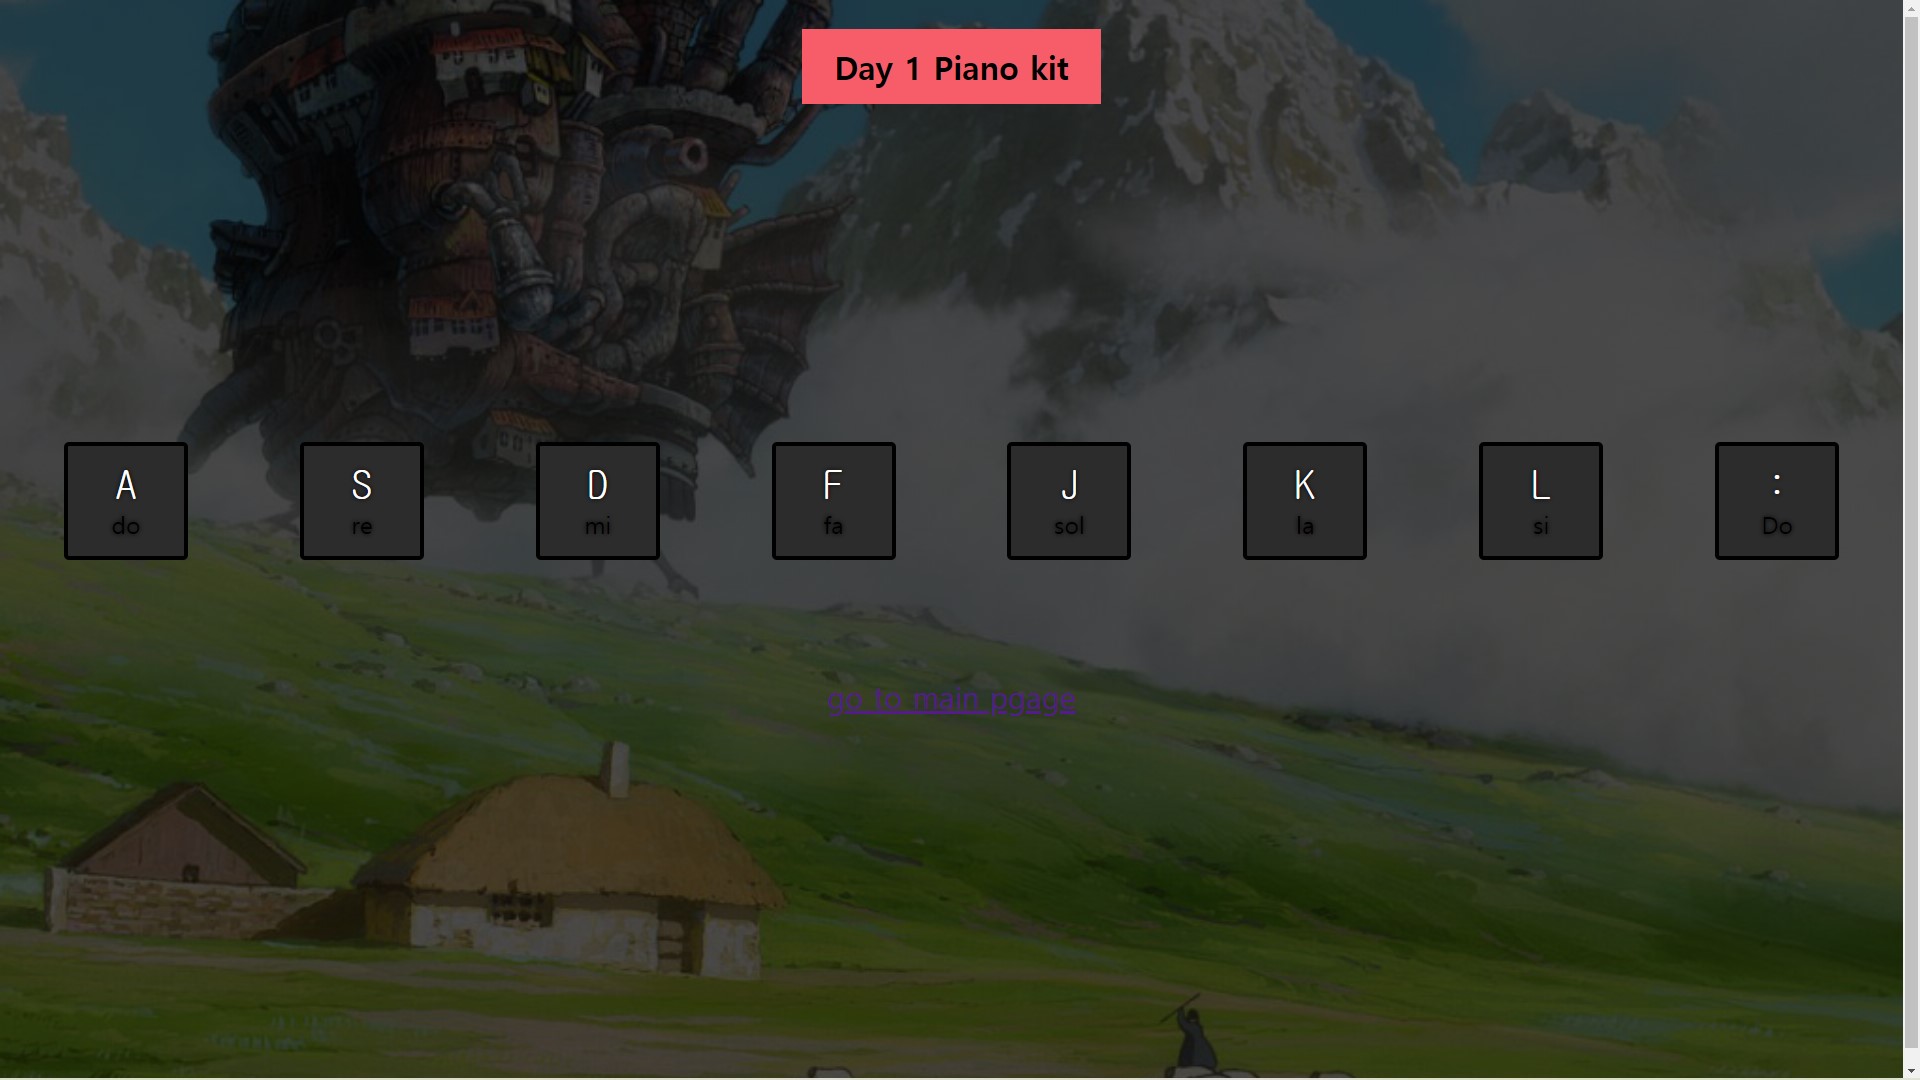 Day 1 Piano kit
A S D F J K L :
do re mi fa sol la si Do
go to main pgage